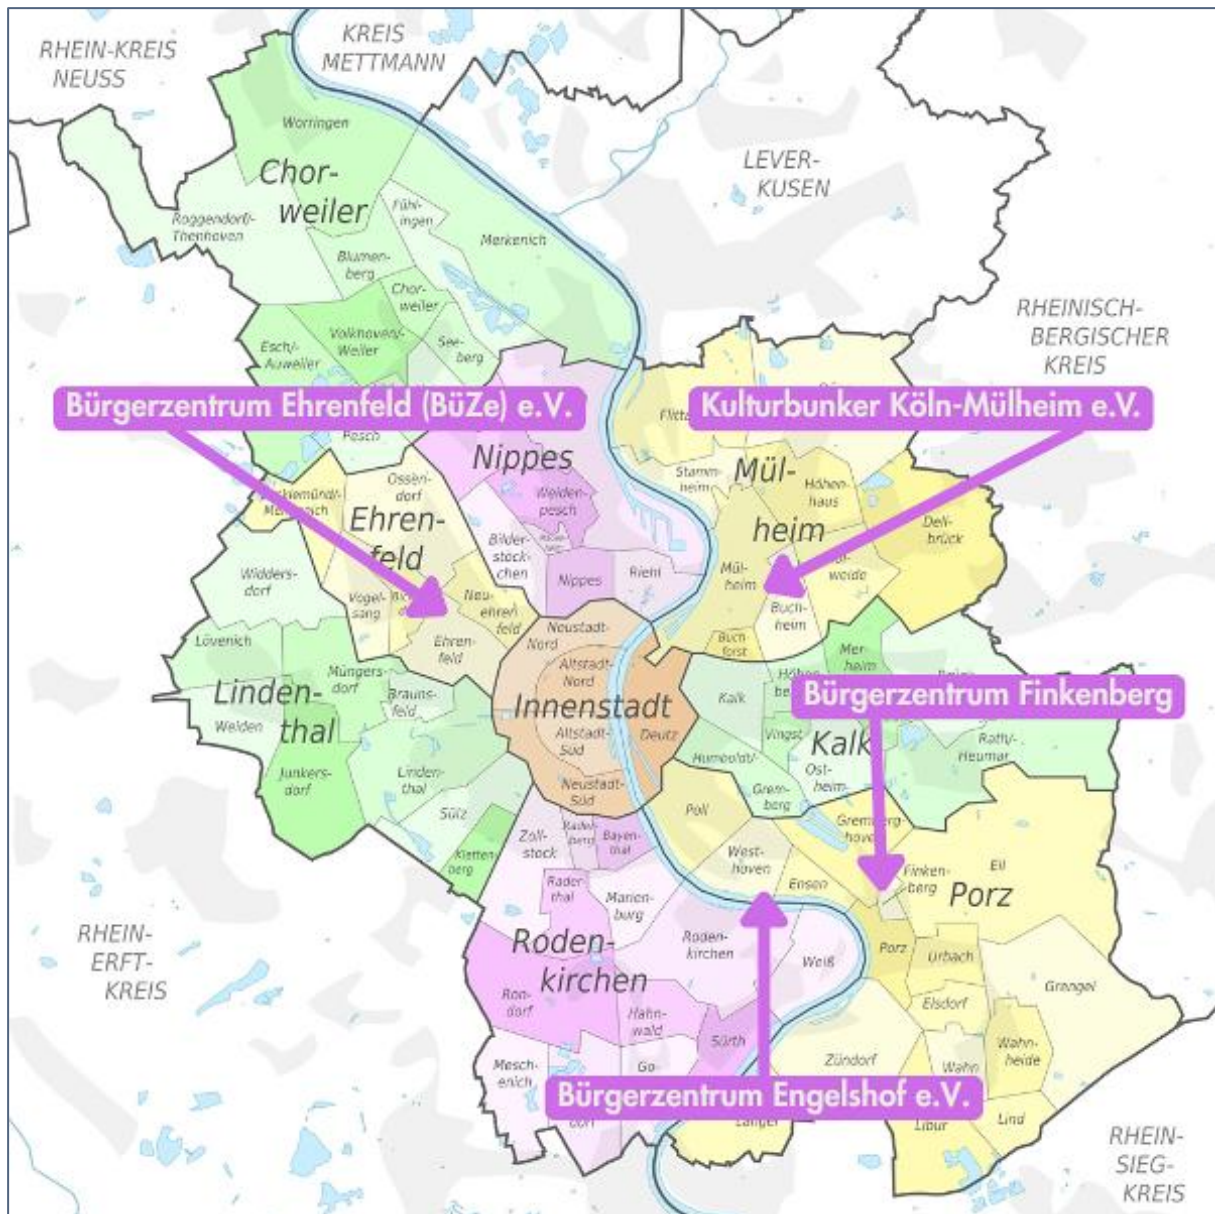 RHEIN-KREIS
NEUSS
KREIS
METTMANN
LEVER-
KUSEN
RHEINISCH-
BERGISCHER
KREIS
Worringen
Chor-
weiler
Roggendorf/-
Thenhoven
Fühl-
ingen
Merkenich
Blumen-
berg
Chor-
weiler
Volkhoven/-
Weiler
See-
berg
Esch/-
Auweiler
Pesch
Bürgerzentrum Ehrenfeld (BüZe) e.V.
Kulturbunker Köln-Mülheim e.V.
Nippes
Weiden-
pesch
Bilder-
stock-
chen
Nippes
Riehl
Stamm-
heim
Mül-
heim
Höhen-
haus
Dell-
brück
Mül-
heim
weide
Buch-
heim
Buch-
forst
Ossen-
dorf
Ehren-
feld
Vogel-
sang
Neu-
ehren
feld
Ehren-
feld
Widders-
dorf
Lövenich
Müngers-
dorf
Brauns-
feld
Linden-
thal
Weiden
Junkers-
dorf
Linden-
thal
Sülz
Kletten-
berg
Neustadt-
Nord
Altstadt-
Nord
Innenstadt
Altstadt-
Süd
Deutz
Neustadt-
Süd
Mer-
heim
Bürgerzentrum Finkenberg
Kalk
Vingst
Kalk
Rath/-
Heumar
Humboldt/-
Grem-
berg
Ost-
heim
Poll
West-
hoven
Ensen
Finken-
berg
Eil
Porz
Porz
Urbach
Grengel
Elsdorf
Wahn-
heide
Wahn
Zündorf
Lind
Libur
Langel
Zoll-
stock
Rader-
berg
Bayen-
thal
Rader-
thal
Marien-
burg
Roden-
kirchen
Roden-
kirchen
Weiß
Ron-
dorf
Hahn-
wald
Sürth
Mesch-
enich
Go-
dorf
Bürgerzentrum Engelshof e.V.
RHEIN-
ERFT-
KREIS
RHEIN-
SIEG-
KREIS